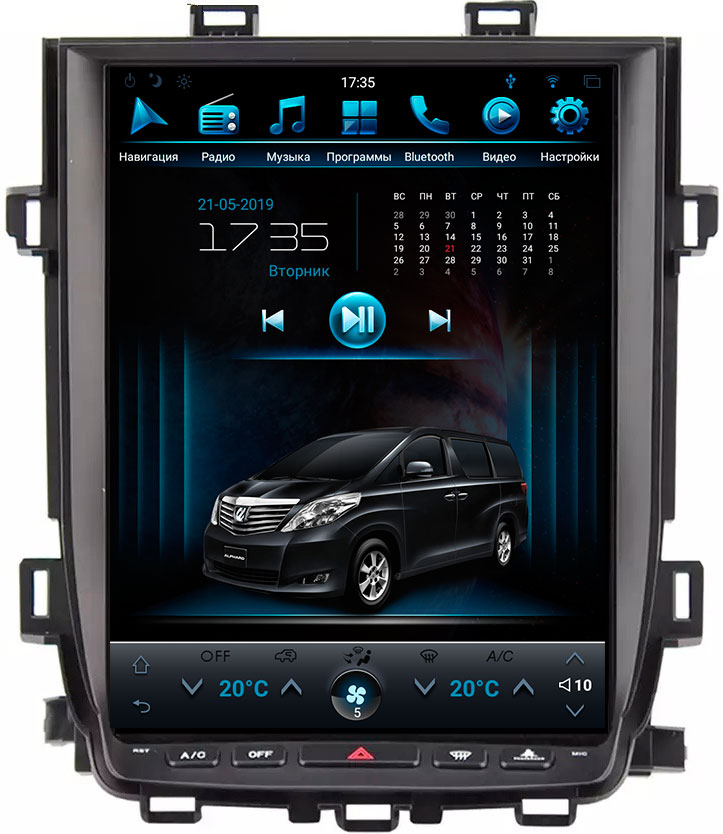 17:35
Навигация Радио Музыка Программы Bluetooth Видео Настройки
21-05-2019
17 35
Вторник
ВС ПН ВТ СР ЧТ ПТ СБ
28 29 30 1 2 3 4
5 6 7 8 9 10 11
12 13 14 15 16 17 18
19 20 21 22 23 24 25
26 27 28 29 30 31 1
2 3 4 5 6 7 8
ALPHARD
OFF A/C
20°C 20°C 10
5
RST A/C OFF MIC